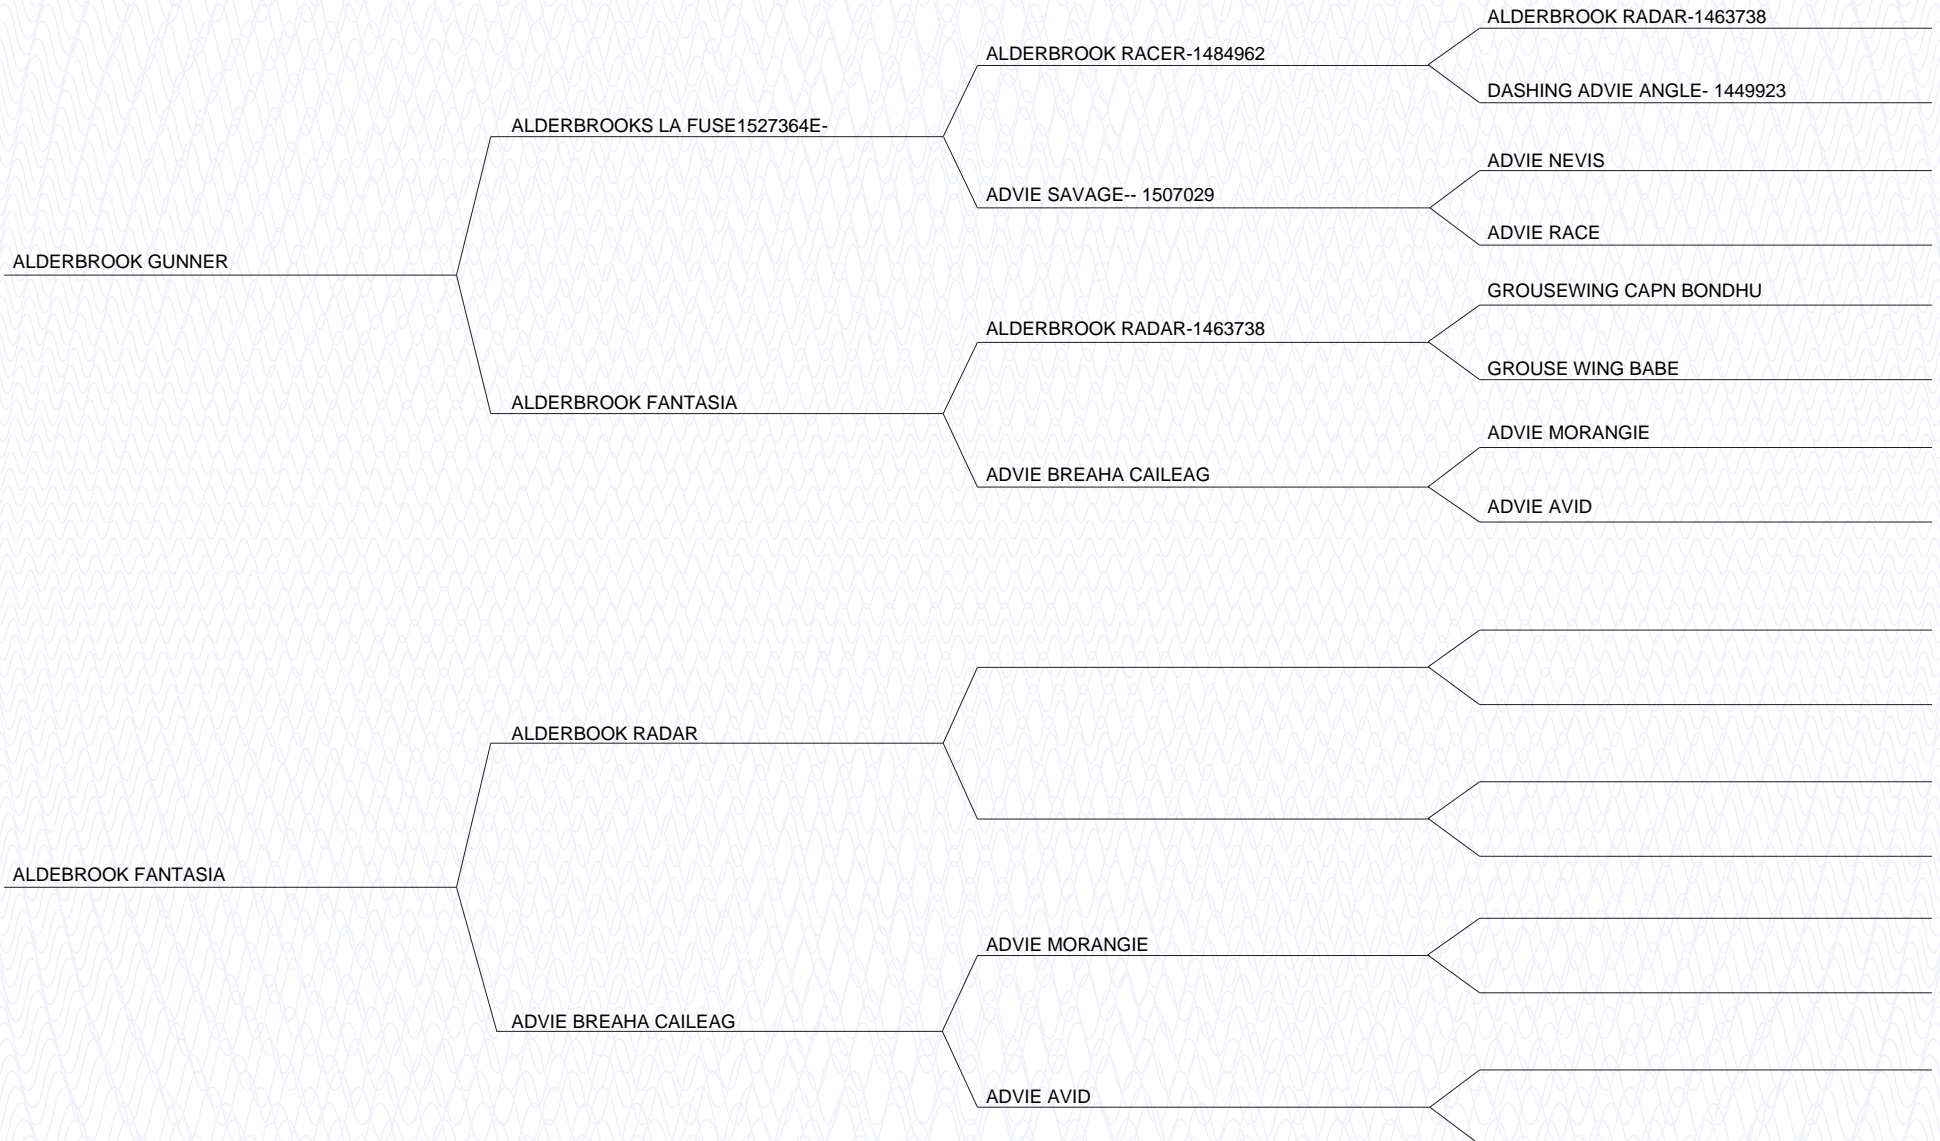 ALDERBROOK RADAR-1463738
ALDERBROOK RACER-1484962
DASHING ADVIE ANGLE- 1449923
ALDERBROOKS LA FUSE1527364E-
ADVIE NEVIS
ADVIE SAVAGE-- 1507029
ADVIE RACE
ALDERBROOK GUNNER
GROUSEWING CAPN BONDHU
ALDERBROOK RADAR-1463738
GROUSE WING BABE
ALDERBROOK FANTASIA
ADVIE MORANGIE
ADVIE BREAHA CAILEAG
ADVIE AVID
ALDERBOOK RADAR
ALDEBROOK FANTASIA
ADVIE MORANGIE
ADVIE BREAHA CAILEAG
ADVIE AVID